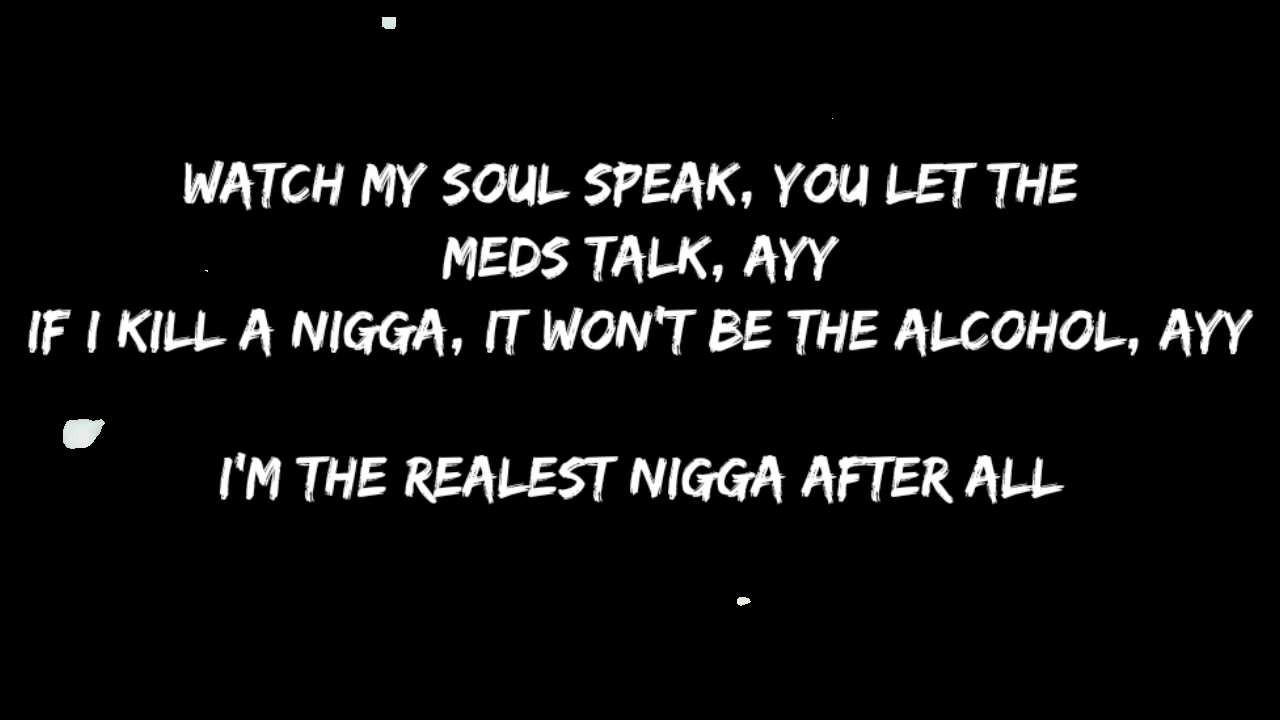 WATCH MY SOUL SPEAK, YOU LET THE
MEDS TALK, AYY
IF I KILL A NIGGA, IT WON'T BE THE ALCOHOL, AYY
I'M THE REALEST NIGGA AFTER ALL